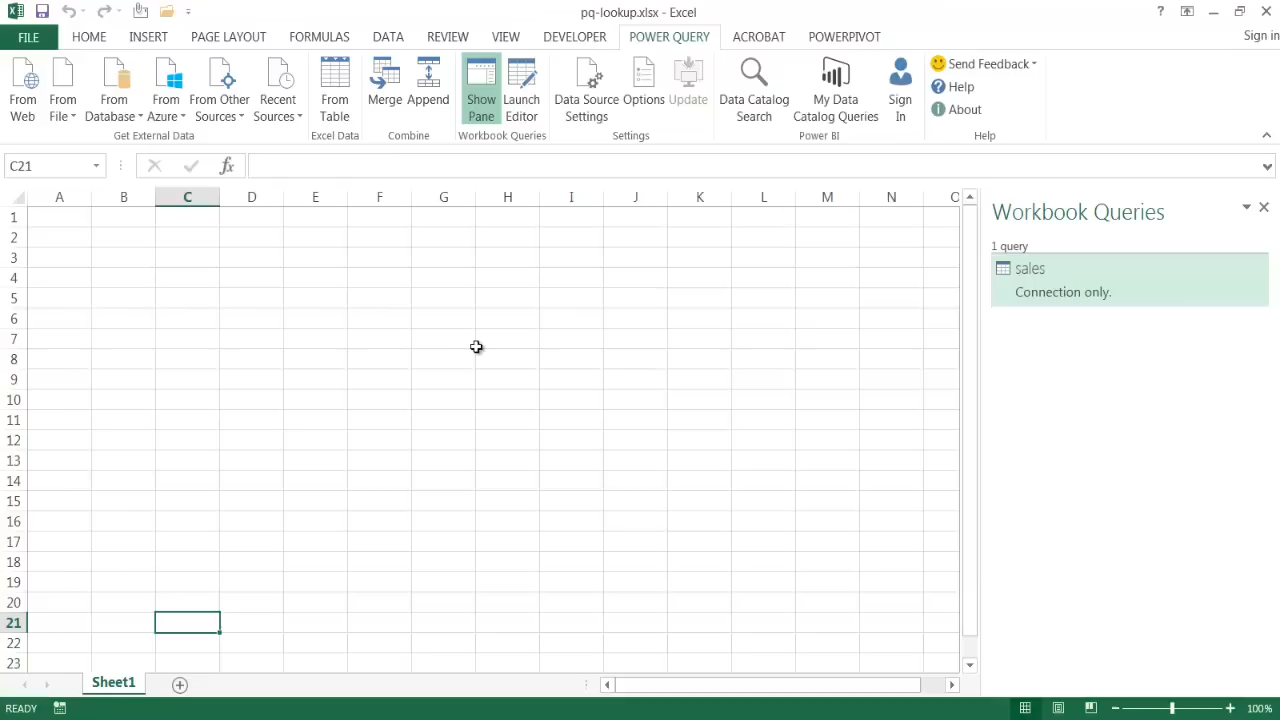 pq-lookup.xlsx - Excel
?
FILE HOME INSERT PAGE LAYOUT FORMULAS DATA REVIEW VIEW DEVELOPER POWER QUERY ACROBAT POWERPIVOT Sign in
From Web
From File
From Database
From Azure
From Other Sources
Recent Sources
Get External Data
From Table
Excel Data
Merge
Append
Combine
Show Pane
Launch Editor
Workbook Queries
Data Source Settings
Options
Update
Settings
Data Catalog Search
My Data Catalog Queries
Sign In
Power BI
Send Feedback
Help
About
Help
C21
fx
A B C D E F G H I J K L M N O
1
2
3
4
5
6
7
8
9
10
11
12
13
14
15
16
17
18
19
20
21
22
23
Workbook Queries
1 query
sales
Connection only.
Sheet1
READY
100%